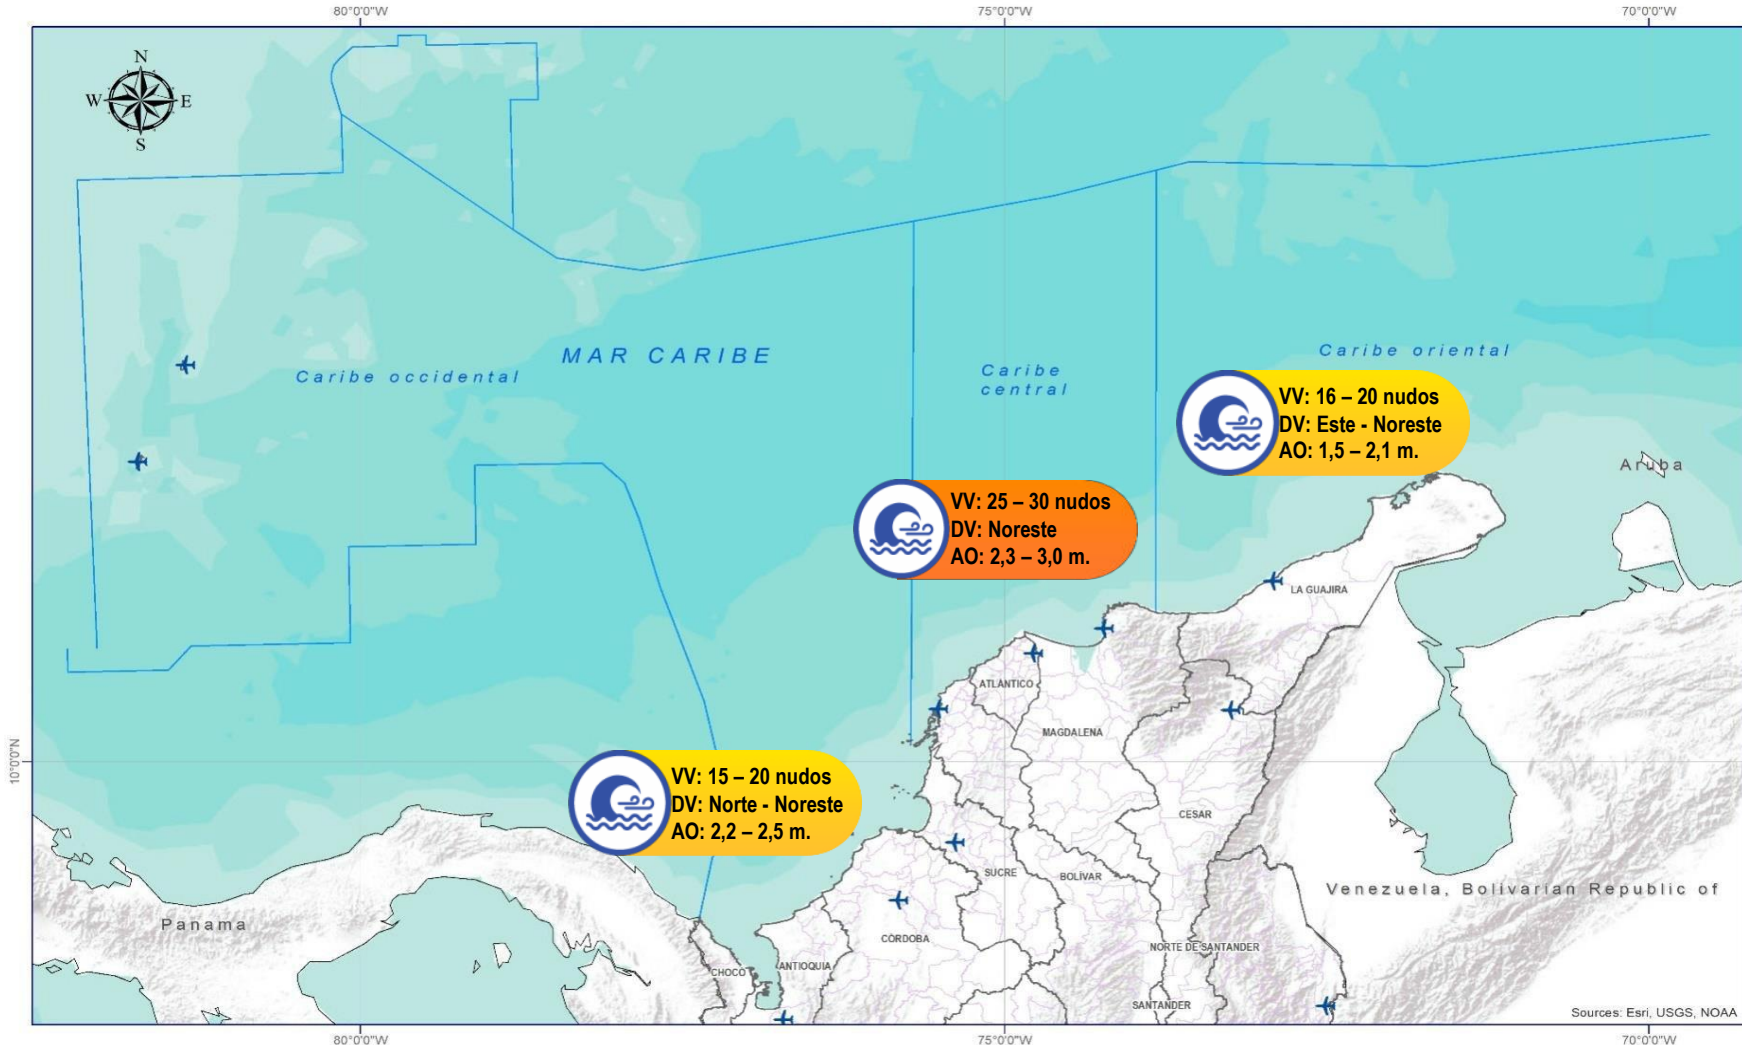 80°0'0"W
75°0'0"W
70°0'0"W
N
W
E
S
MAR CARIBE
Caribe occidental
Caribe
central
Caribe oriental
VV: 16 – 20 nudos
DV: Este - Noreste
AO: 1,5 – 2,1 m.
Aruba
VV: 25 – 30 nudos
DV: Noreste
AO: 2,3 – 3,0 m.
LA GUAJIRA
ATLÁNTICO
MAGDALENA
10°0'0"N
VV: 15 – 20 nudos
DV: Norte - Noreste
AO: 2,2 – 2,5 m.
CESAR
SUCRE
BOLÍVAR
Venezuela, Bolivarian Republic of
Panama
CÓRDOBA
NORTE DE SANTANDER
CHOCO
ANTIOQUIA
SANTANDER
Sources: Esri, USGS, NOAA
80°0'0"W
75°0'0"W
70°0'0"W